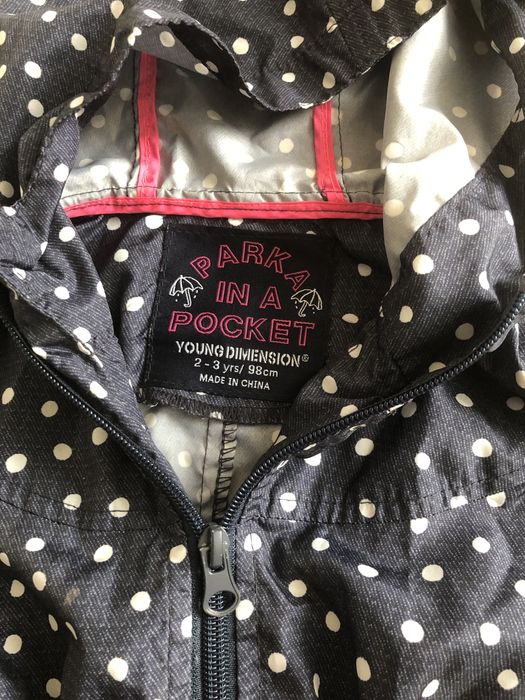 PARKA
IN A
POCKET
YOUNG DIMENSION®
2 - 3 yrs/ 98cm
MADE IN CHINA